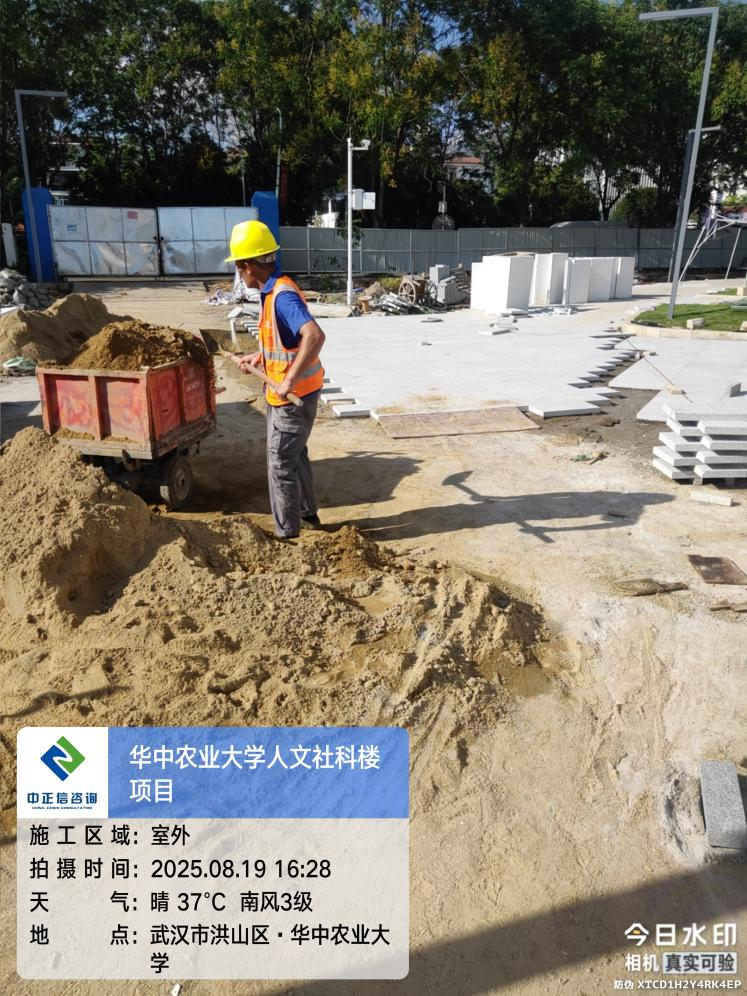 华中农业大学人文社科楼
项目
中正信咨询
施工区域：室外
拍摄时间：2025.08.19 16:28
天气：晴 37℃ 南风3级
地点：武汉市洪山区·华中农业大
学
今日水印
相机 真实可验
防伪 XTCD1H2Y4RK4EP